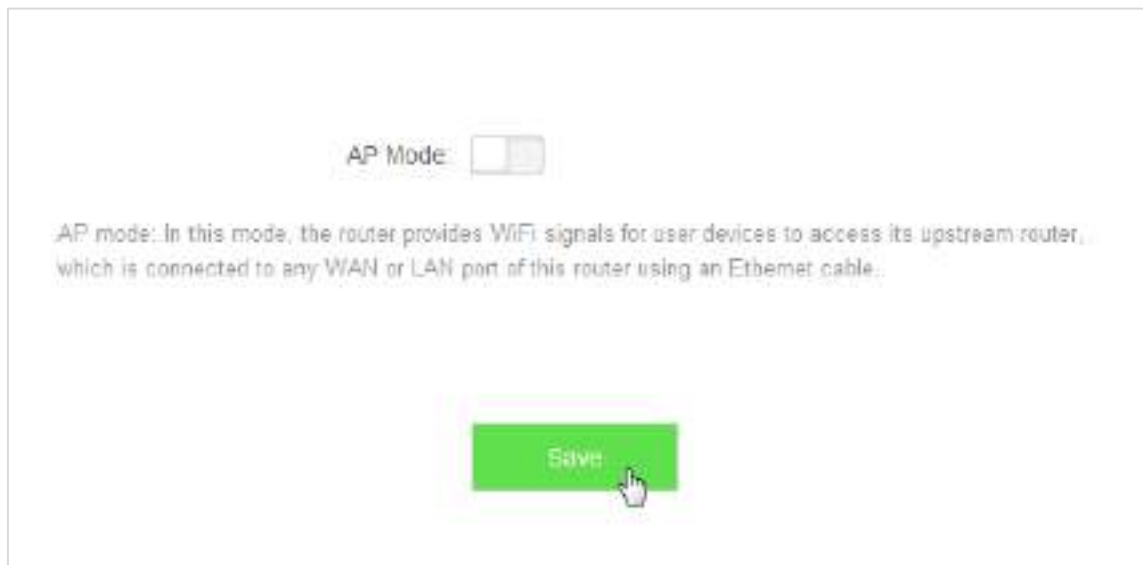 AP Mode:
AP mode: In this mode, the router provides WiFi signals for user devices to access its upstream router,
which is connected to any WAN or LAN port of this router using an Ethernet cable.
Save